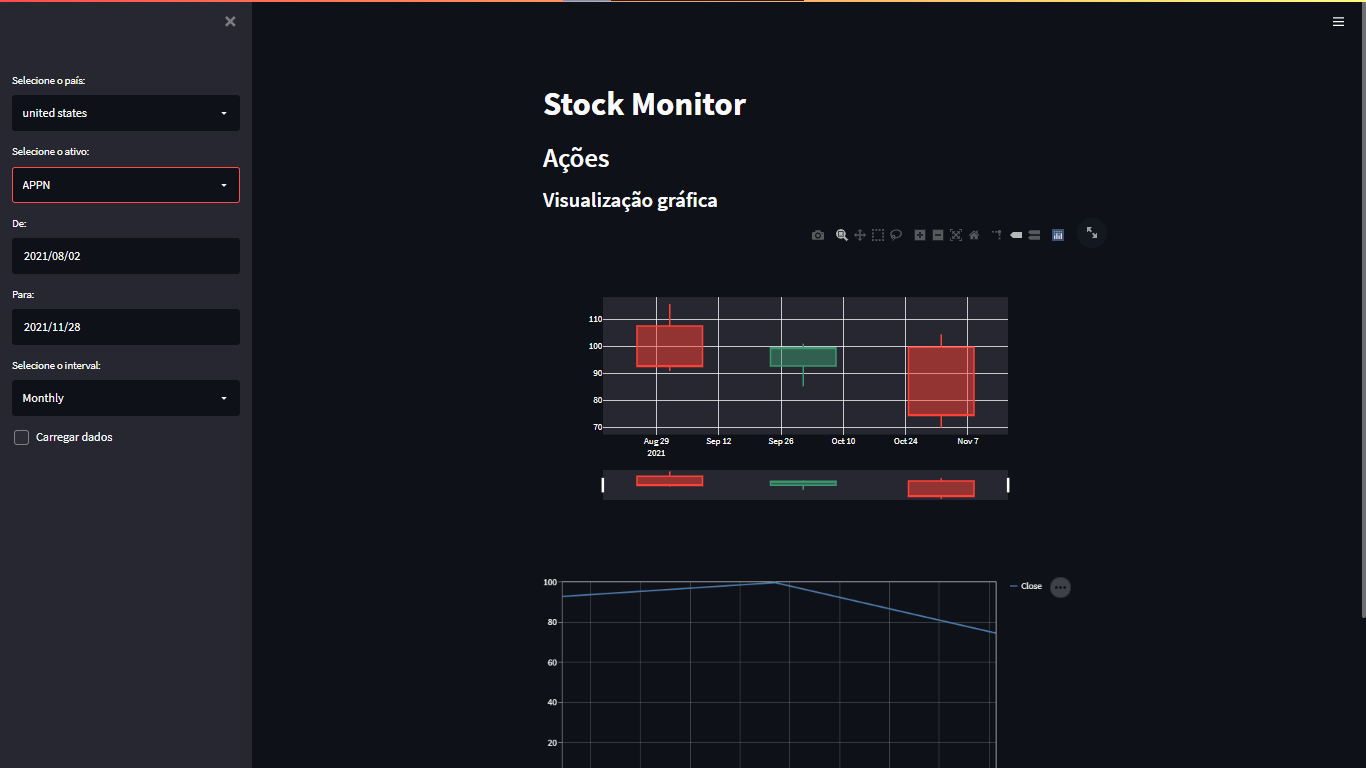 Selecione o país:
united states
Selecione o ativo:
APPN
De:
2021/08/02
Para:
2021/11/28
Selecione o interval:
Monthly
Carregar dados
Stock Monitor
Ações
Visualização gráfica
110
100
90
80
70
Aug 29 Sep 12 Sep 26 Oct 10 Oct 24 Nov 7
2021
100
80
60
40
20
Close